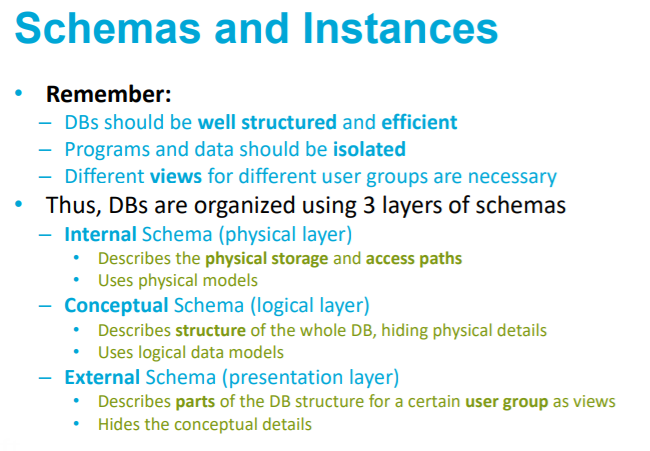 Schemas and Instances
• Remember:
– DBs should be well structured and efficient
– Programs and data should be isolated
– Different views for different user groups are necessary
• Thus, DBs are organized using 3 layers of schemas
– Internal Schema (physical layer)
• Describes the physical storage and access paths
• Uses physical models
– Conceptual Schema (logical layer)
• Describes structure of the whole DB, hiding physical details
• Uses logical data models
– External Schema (presentation layer)
• Describes parts of the DB structure for a certain user group as views
• Hides the conceptual details